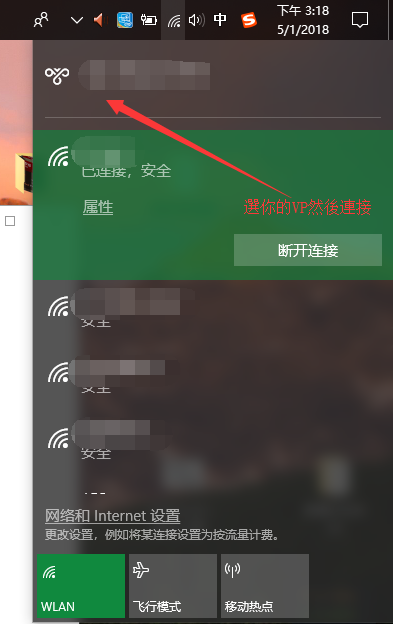 中
下午 3:18
5/1/2018
已连接，安全
属性
選你的VP然後連接
断开连接
安全
安全
安全
网络和 Internet 设置
更改设置，例如将某连接设置为按流量计费。
WLAN
飞行模式
移动热点